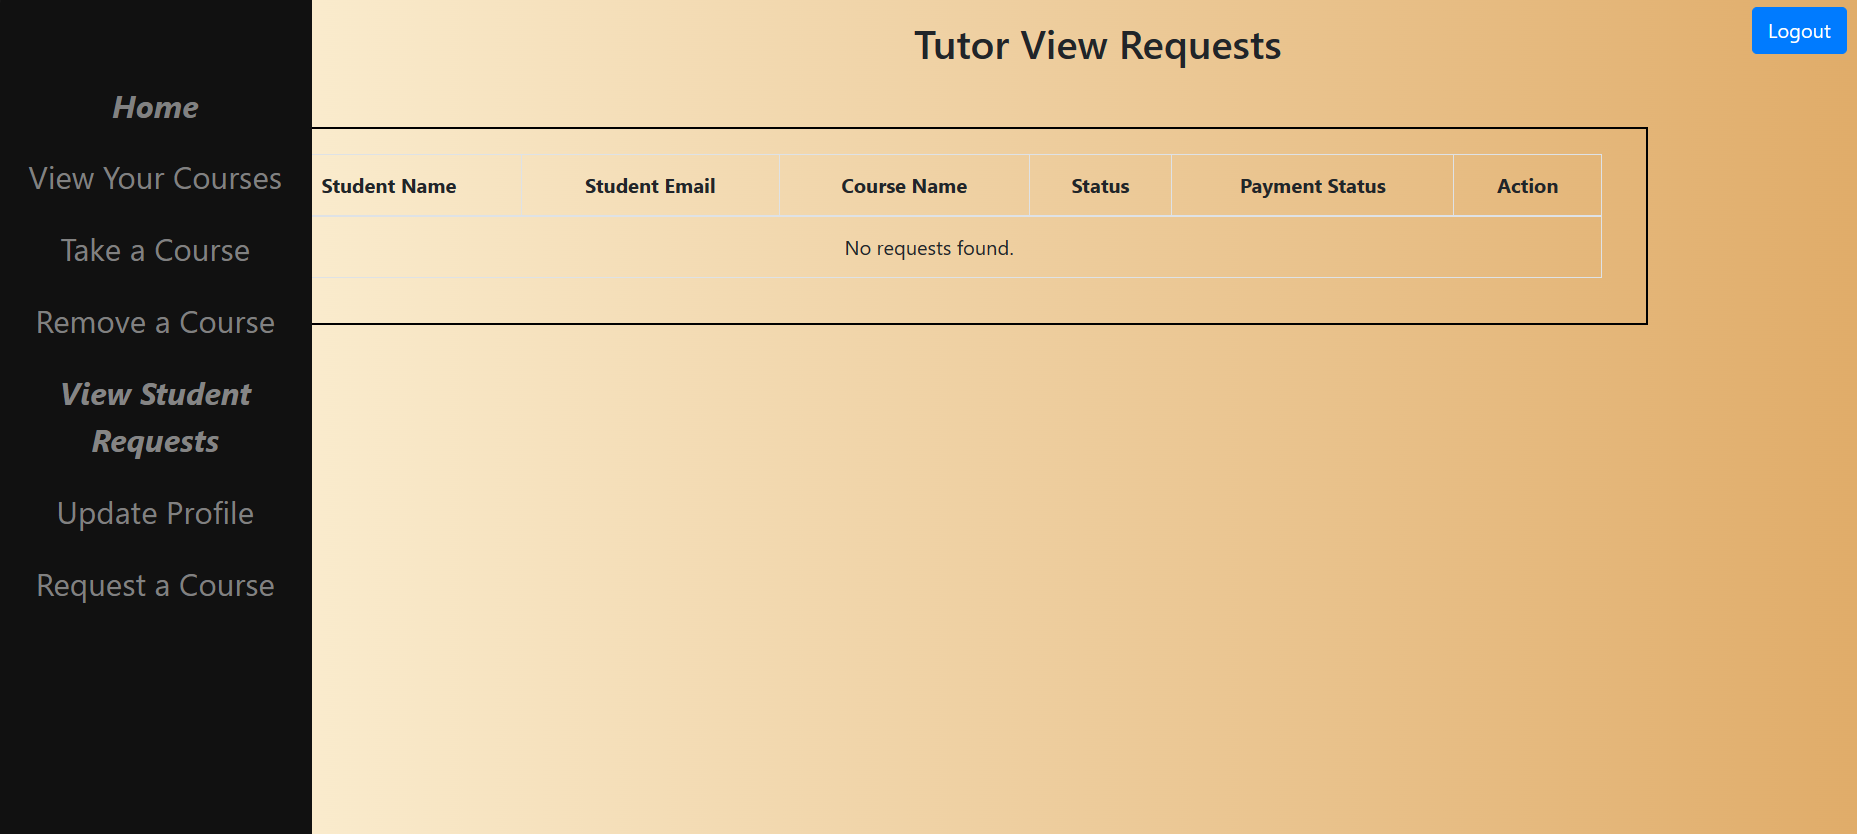 Home
View Your Courses
Take a Course
Remove a Course
View Student
Requests
Update Profile
Request a Course
Tutor View Requests
Logout
Student Name Student Email Course Name Status Payment Status Action
No requests found.